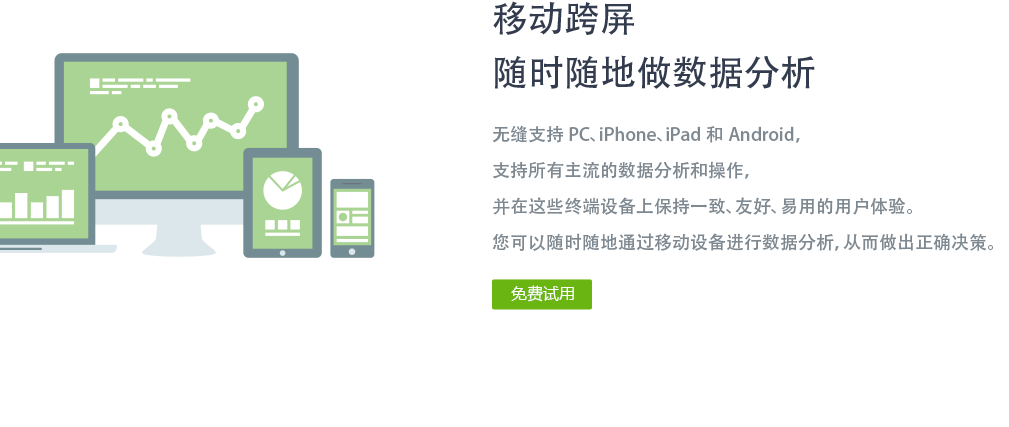 移动跨屏
随时随地做数据分析
无缝支持 PC、iPhone、iPad 和 Android,
支持所有主流的数据分析和操作,
并在这些终端设备上保持一致、友好、易用的用户体验。
您可以随时随地通过移动设备进行数据分析, 从而做出正确决策。
免费试用